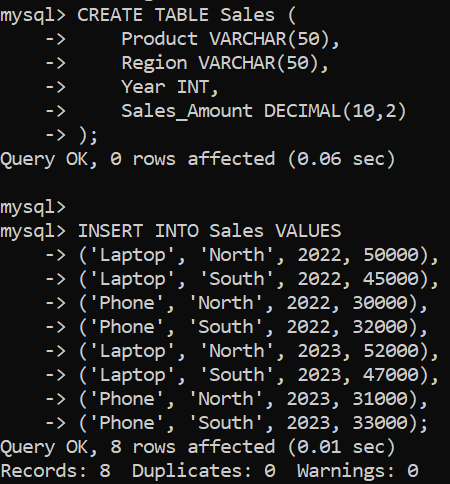 mysql> CREATE TABLE Sales (
    ->     Product VARCHAR(50),
    ->     Region VARCHAR(50),
    ->     Year INT,
    ->     Sales_Amount DECIMAL(10,2)
    -> );
Query OK, 0 rows affected (0.06 sec)

mysql>
mysql> INSERT INTO Sales VALUES
    -> ('Laptop', 'North', 2022, 50000),
    -> ('Laptop', 'South', 2022, 45000),
    -> ('Phone', 'North', 2022, 30000),
    -> ('Phone', 'South', 2022, 32000),
    -> ('Laptop', 'North', 2023, 52000),
    -> ('Laptop', 'South', 2023, 47000),
    -> ('Phone', 'North', 2023, 31000),
    -> ('Phone', 'South', 2023, 33000);
Query OK, 8 rows affected (0.01 sec)
Records: 8  Duplicates: 0  Warnings: 0